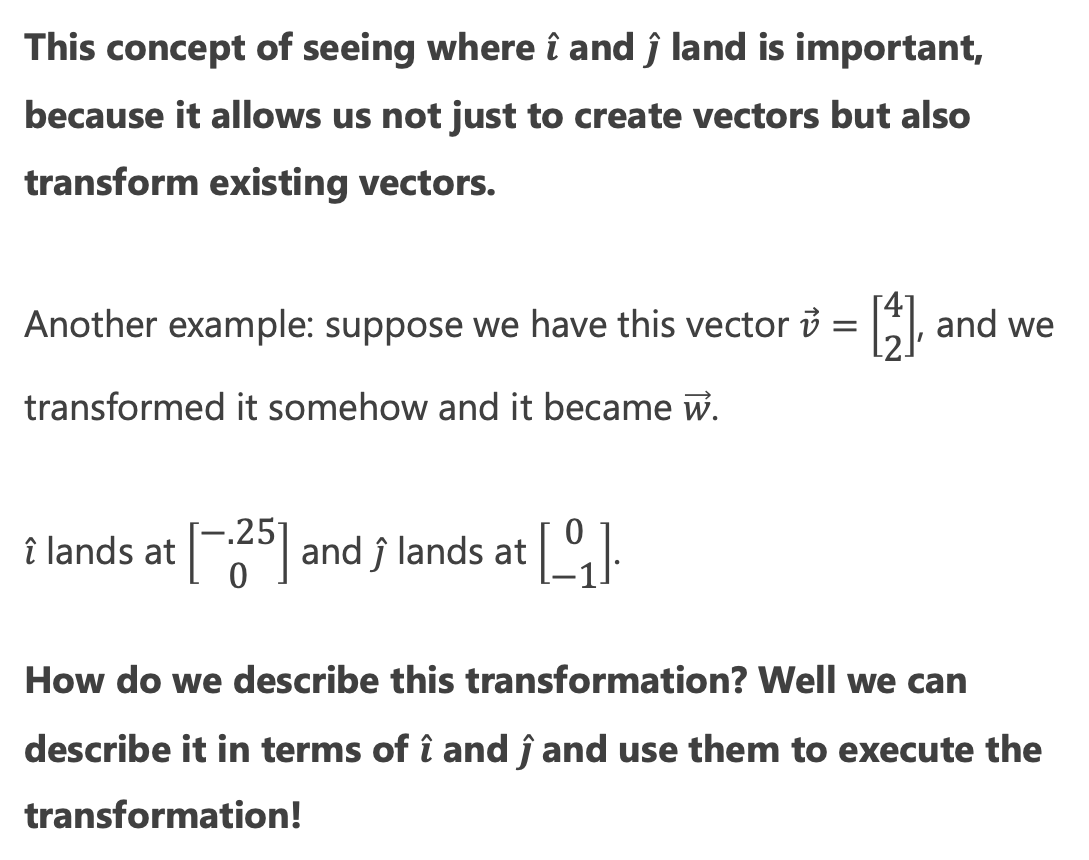 This concept of seeing where î and ĵ land is important,
because it allows us not just to create vectors but also
transform existing vectors.
Another example: suppose we have this vector v⃗ = [4 2], and we
transformed it somehow and it became w⃗.
î lands at [−.25 0] and ĵ lands at [0 −1].
How do we describe this transformation? Well we can
describe it in terms of î and ĵ and use them to execute the
transformation!